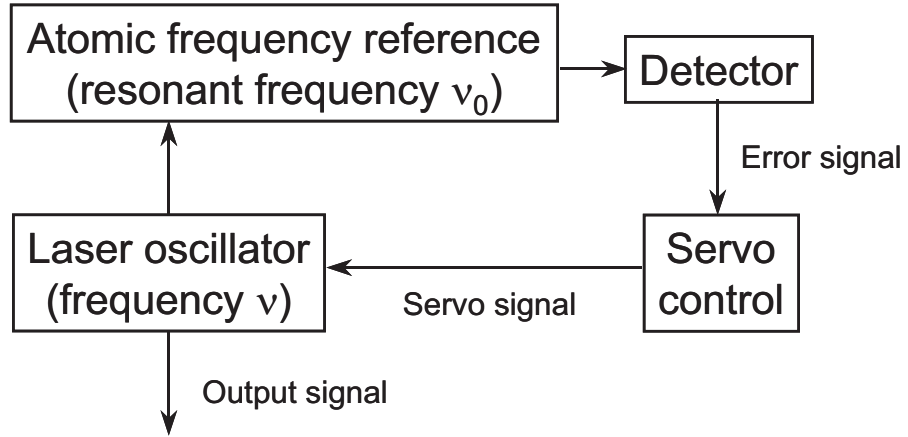 Atomic frequency reference
(resonant frequency ν₀)
Detector
Error signal
Laser oscillator
(frequency ν)
Servo
control
Servo signal
Output signal